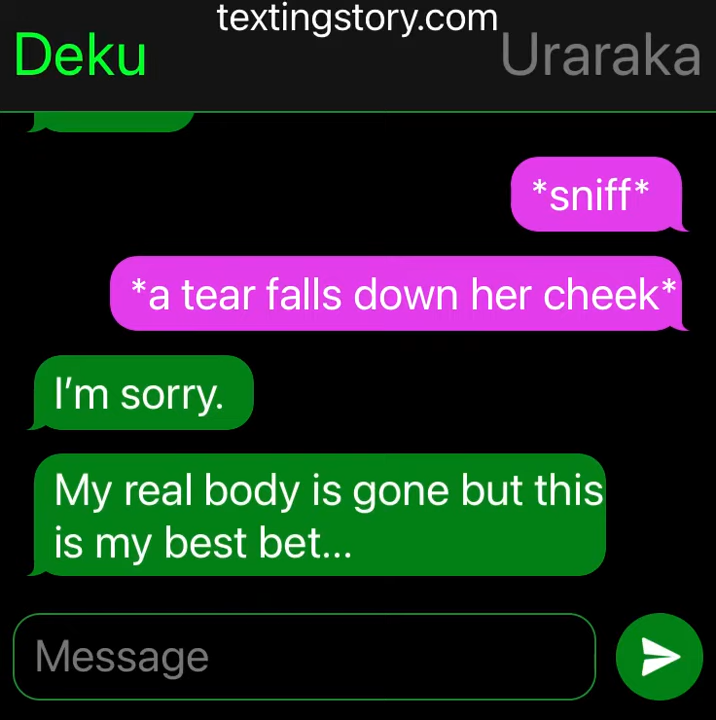 textingstory.com
Deku
Uraraka
*sniff*
*a tear falls down her cheek*
I’m sorry.
My real body is gone but this
is my best bet...
Message